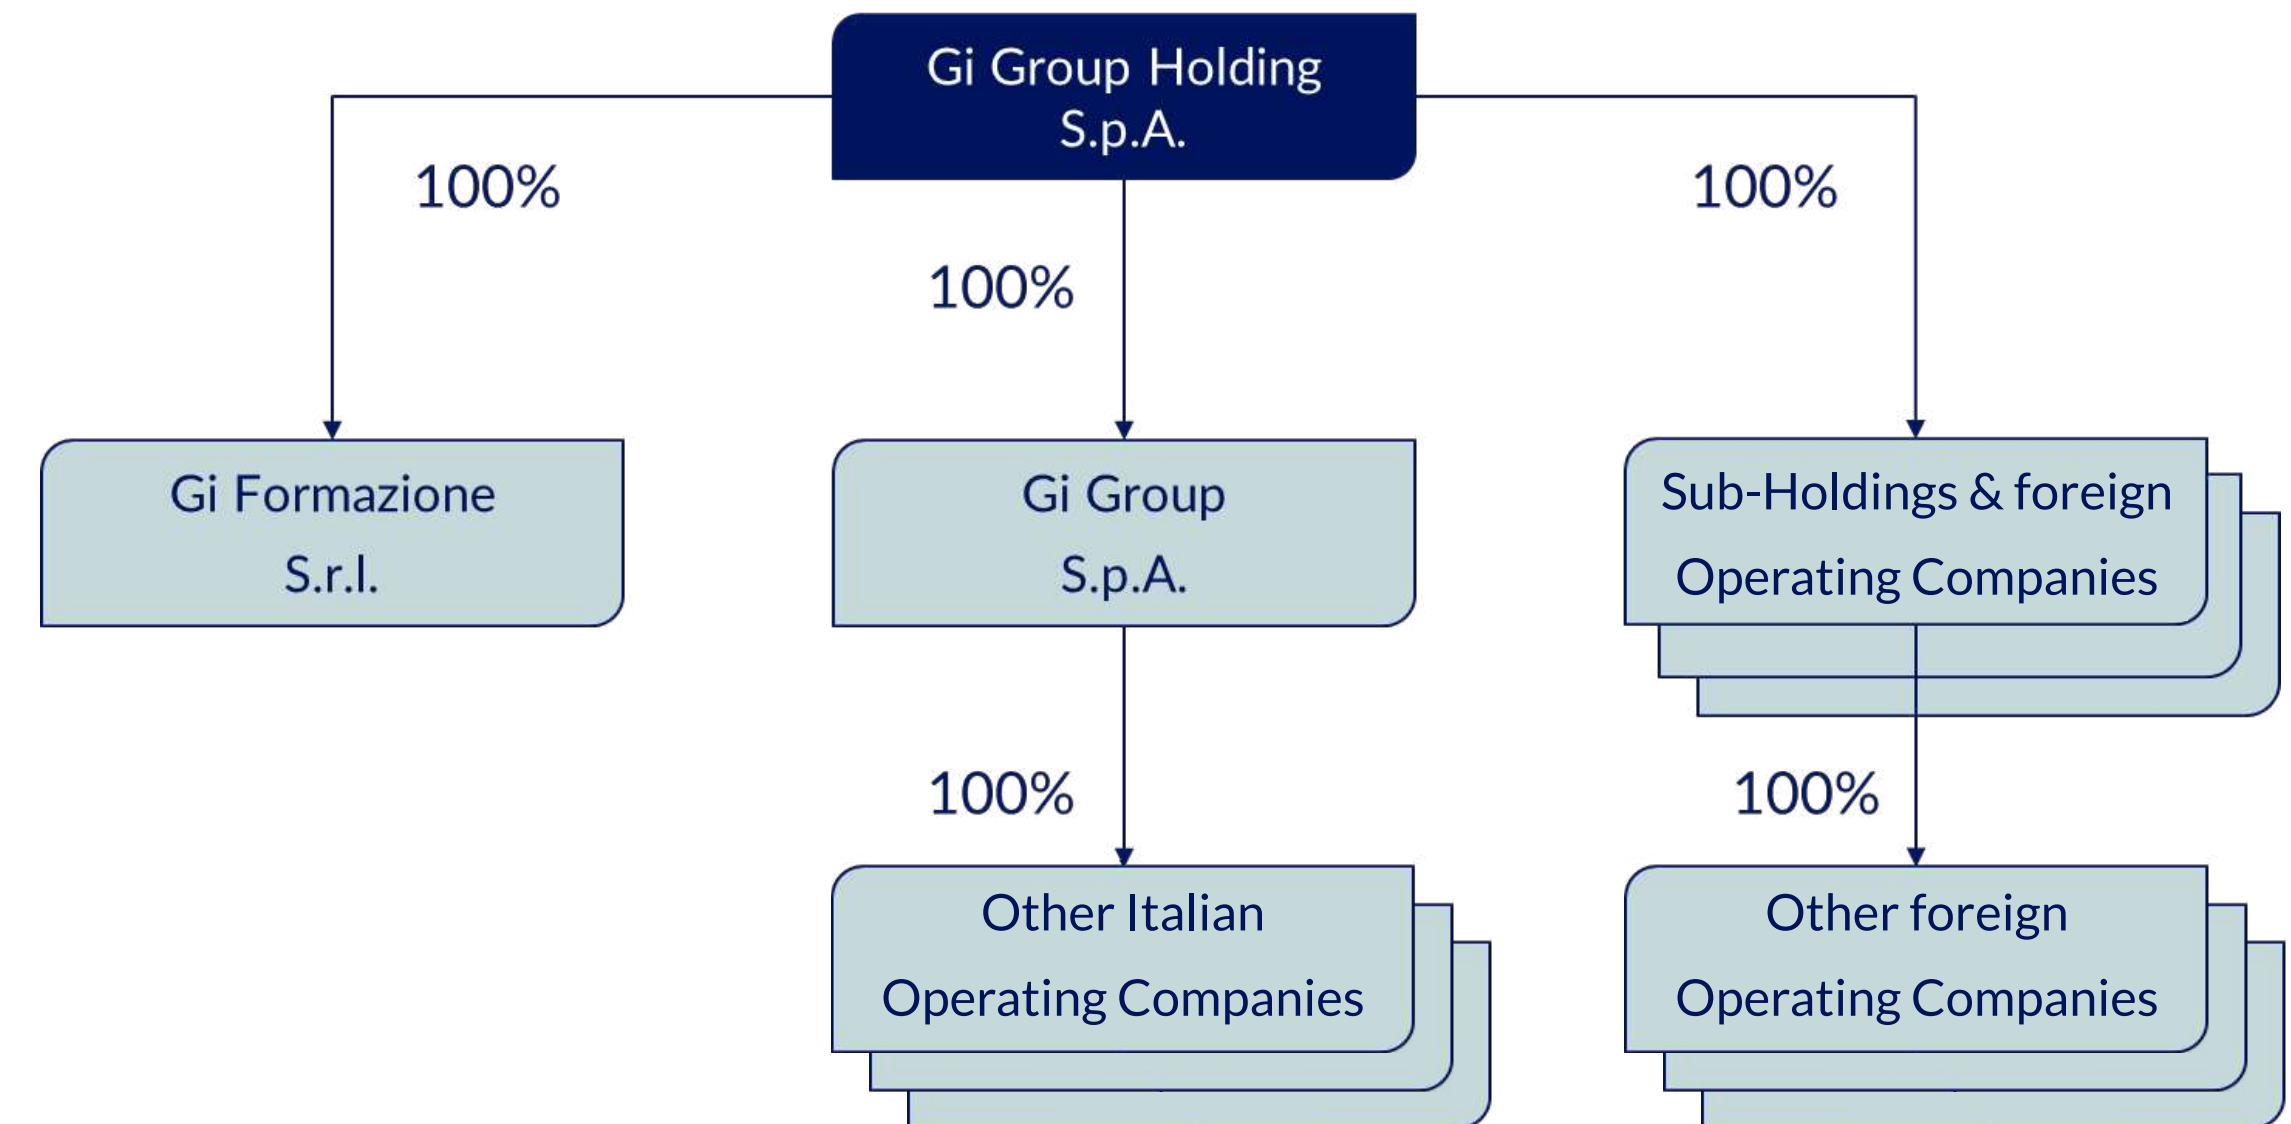 Gi Group Holding
S.p.A.
100%
100%
100%
Gi Formazione
S.r.l.
Gi Group
S.p.A.
Sub-Holdings & foreign
Operating Companies
100%
100%
Other Italian
Operating Companies
Other foreign
Operating Companies